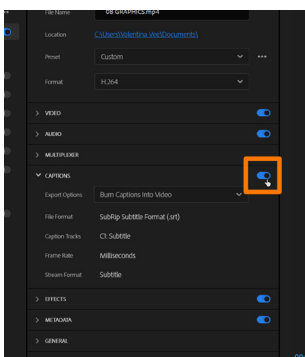 File Name 08 GRAPHICS.mp4
Location C:\Users\Valentina Vee\Documents\
Preset Custom
Format H.264
VIDEO
AUDIO
MULTIPLEXER
CAPTIONS
Export Options Burn Captions Into Video
File Format SubRip Subtitle Format (.srt)
Caption Tracks C1: Subtitle
Frame Rate Milliseconds
Stream Format Subtitle
EFFECTS
METADATA
GENERAL